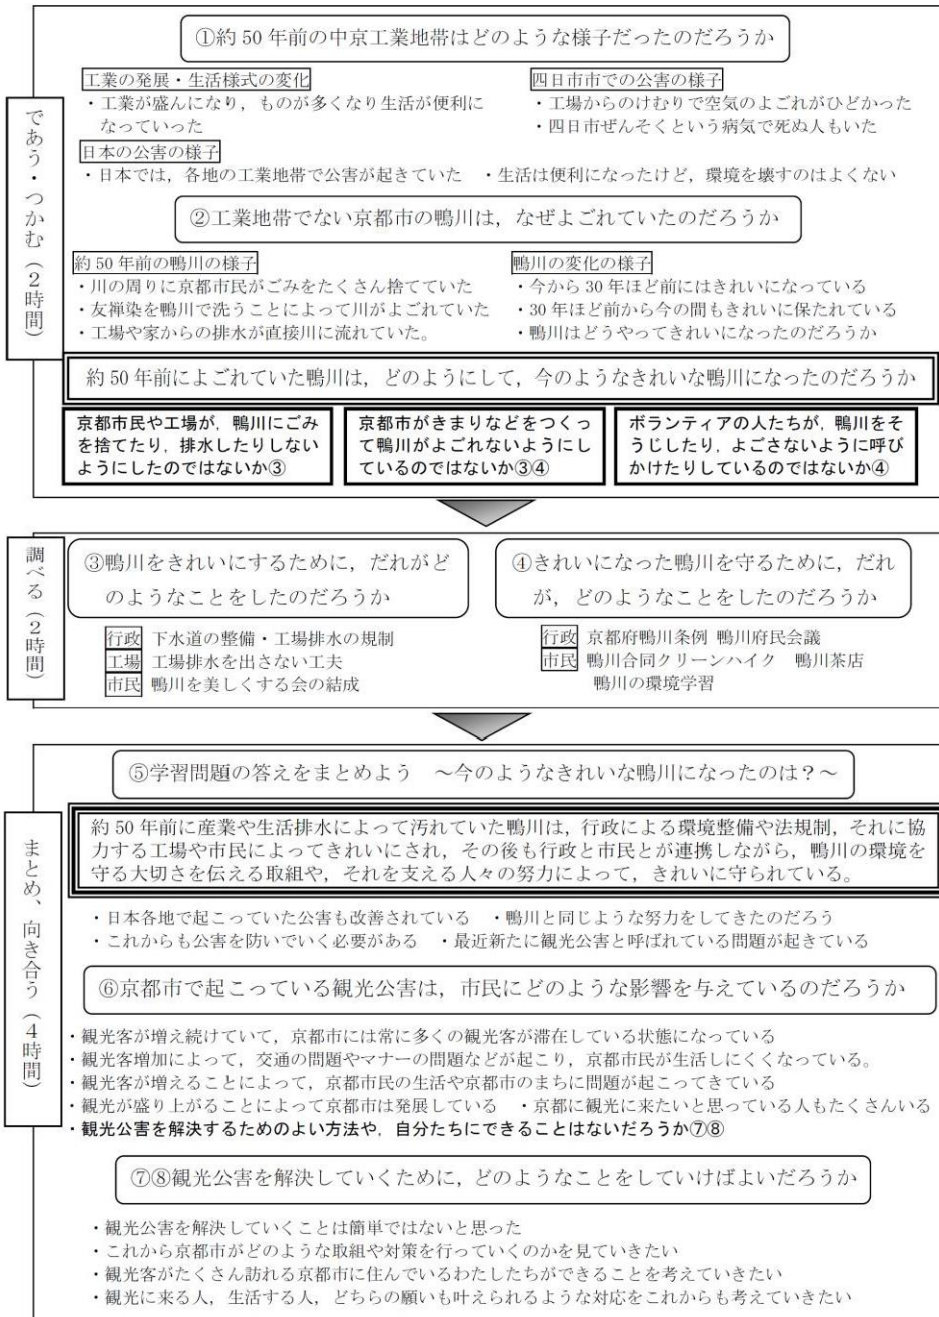 ①約50年前の中京工業地帯はどのような様子だったのだろうか
であう・つかむ（2時間）
工業の発展・生活様式の変化
・工業が盛んになり，ものが多くなり生活が便利に
なっていった
四日市市での公害の様子
・工場からのけむりで空気のよごれがひどかった
・四日市ぜんそくという病気で死ぬ人もいた
日本の公害の様子
・日本では，各地の工業地帯で公害が起きていた　・生活は便利になったけど，環境を壊すのはよくない
②工業地帯でない京都市の鴨川は，なぜよごれていたのだろうか
約50年前の鴨川の様子
・川の周りに京都市民がごみをたくさん捨てていた
・友禅染を鴨川で洗うことによって川がよごれていた
・工場や家からの排水が直接川に流れていた。
鴨川の変化の様子
・今から30年ほど前にはきれいになっている
・30年ほど前から今の間もきれいに保たれている
・鴨川はどうやってきれいになったのだろうか
約50年前によごれていた鴨川は，どのようにして，今のようなきれいな鴨川になったのだろうか
京都市民や工場が，鴨川にごみ
を捨てたり，排水したりしない
ようにしたのではないか③
京都市がきまりなどをつくっ
て鴨川がよごれないようにし
ているのではないか③④
ボランティアの人たちが，鴨川をそ
うじしたり，よごさないように呼び
かけたりしているのではないか④
調べる（2時間）
③鴨川をきれいにするために，だれがど
のようなことをしたのだろうか
行政 下水道の整備・工場排水の規制
工場 工場排水を出さない工夫
市民 鴨川を美しくする会の結成
④きれいになった鴨川を守るために，だれ
が，どのようなことをしたのだろうか
行政 京都府鴨川条例 鴨川府民会議
市民 鴨川合同クリーンハイク　鴨川茶店
鴨川の環境学習
まとめ、向き合う（4時間）
⑤学習問題の答えをまとめよう　～今のようなきれいな鴨川になったのは？～
約50年前に産業や生活排水によって汚れていた鴨川は，行政による環境整備や法規制，それに協
力する工場や市民によってきれいにされ，その後も行政と市民とが連携しながら，鴨川の環境を
守る大切さを伝える取組や，それを支える人々の努力によって，きれいに守られている。
・日本各地で起こっていた公害も改善されている　・鴨川と同じような努力をしてきたのだろう
・これからも公害を防いでいく必要がある　・最近新たに観光公害と呼ばれている問題が起きている
⑥京都市で起こっている観光公害は，市民にどのような影響を与えているのだろうか
・観光客が増え続けていて，京都市には常に多くの観光客が滞在している状態になっている
・観光客増加によって，交通の問題やマナーの問題などが起こり，京都市民が生活しにくくなっている。
・観光客が増えることによって，京都市民の生活や京都市のまちに問題が起こってきている
・観光が盛り上がることによって京都市は発展している　・京都に観光に来たいと思っている人もたくさんいる
・観光公害を解決するためのよい方法や，自分たちにできることはないだろうか⑦⑧
⑦⑧観光公害を解決していくために，どのようなことをしていけばよいだろうか
・観光公害を解決していくことは簡単ではないと思った
・これから京都市がどのような取組や対策を行っていくのかを見ていきたい
・観光客がたくさん訪れる京都市に住んでいるわたしたちができることを考えていきたい
・観光に来る人，生活する人，どちらの願いも叶えられるような対応をこれからも考えていきたい